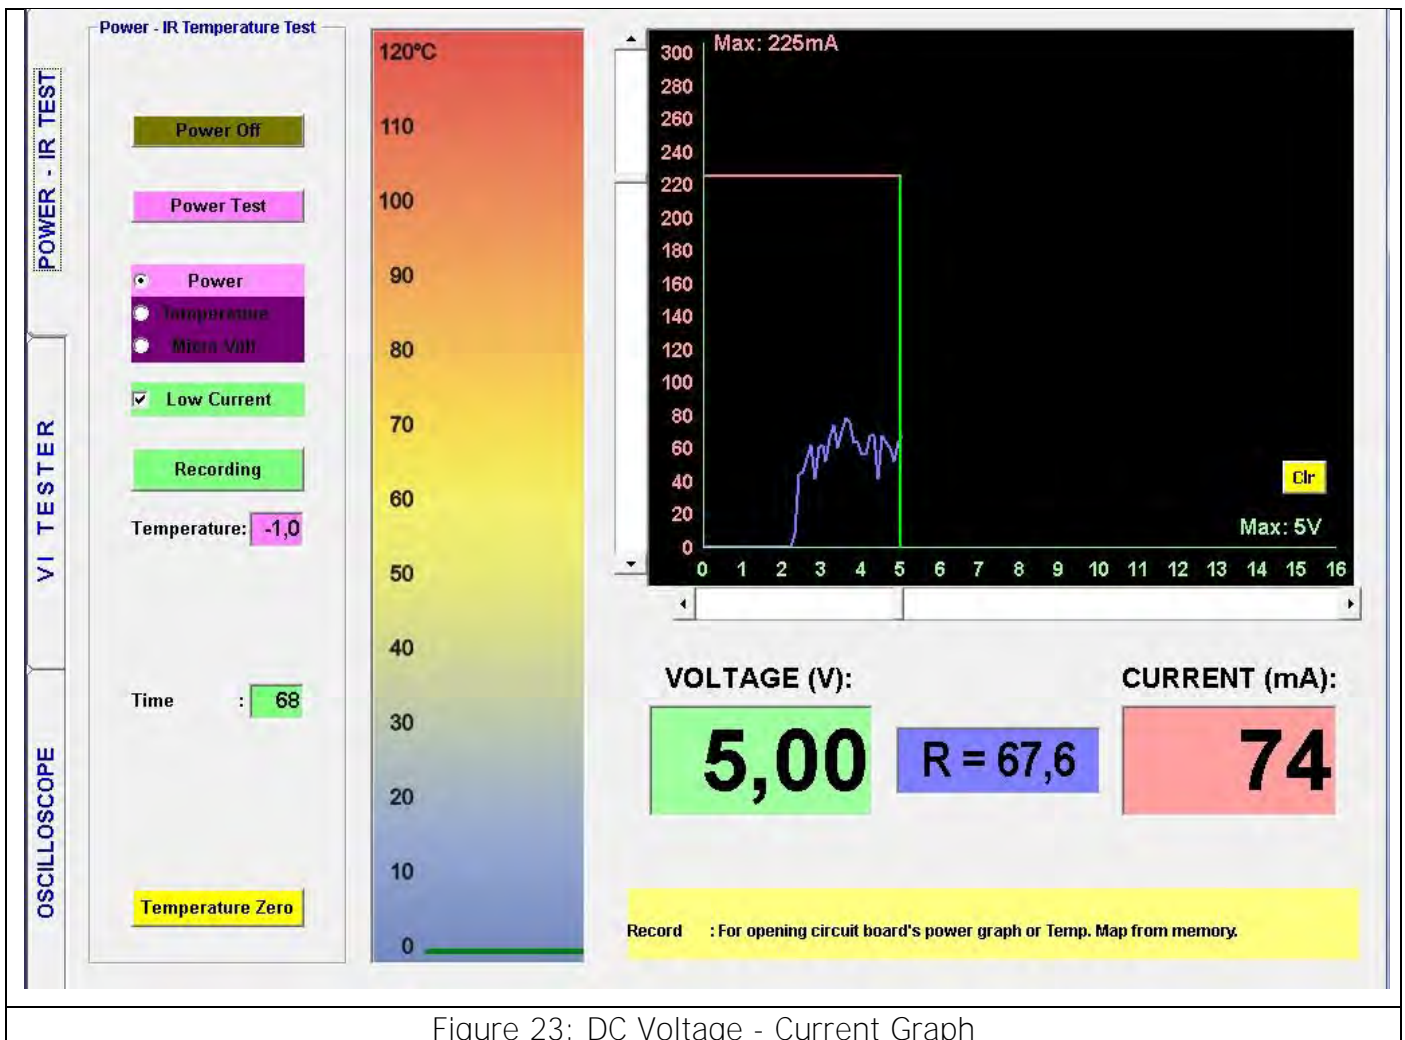 Power - IR Temperature Test
POWER - IR TEST
VI TESTER
OSCILLOSCOPE
Power Off
Power Test
Power
Temperature
Micro Volt
Low Current
Recording
Temperature: -1,0
Time : 68
Temperature Zero
120°C
110
100
90
80
70
60
50
40
30
20
10
0
Max: 225mA
300
280
260
240
220
200
180
160
140
120
100
80
60
40
20
0
Clr
Max: 5V
0 1 2 3 4 5 6 7 8 9 10 11 12 13 14 15 16
VOLTAGE (V): CURRENT (mA):
5,00 R = 67,6 74
Record : For opening circuit board's power graph or Temp. Map from memory.
Figure 23: DC Voltage - Current Graph